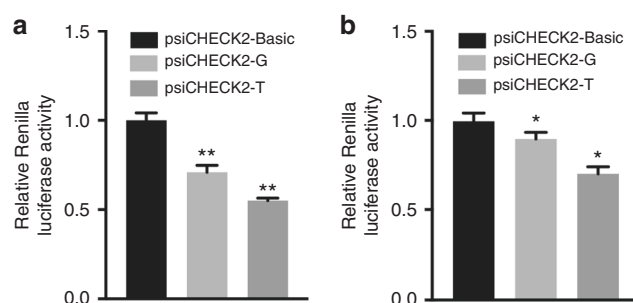 a
1.5
psiCHECK2-Basic
psiCHECK2-G
psiCHECK2-T
Relative Renilla
luciferase activity
1.0
**
**
0.5
0.0
b
1.5
psiCHECK2-Basic
psiCHECK2-G
psiCHECK2-T
Relative Renilla
luciferase activity
1.0
*
*
0.5
0.0